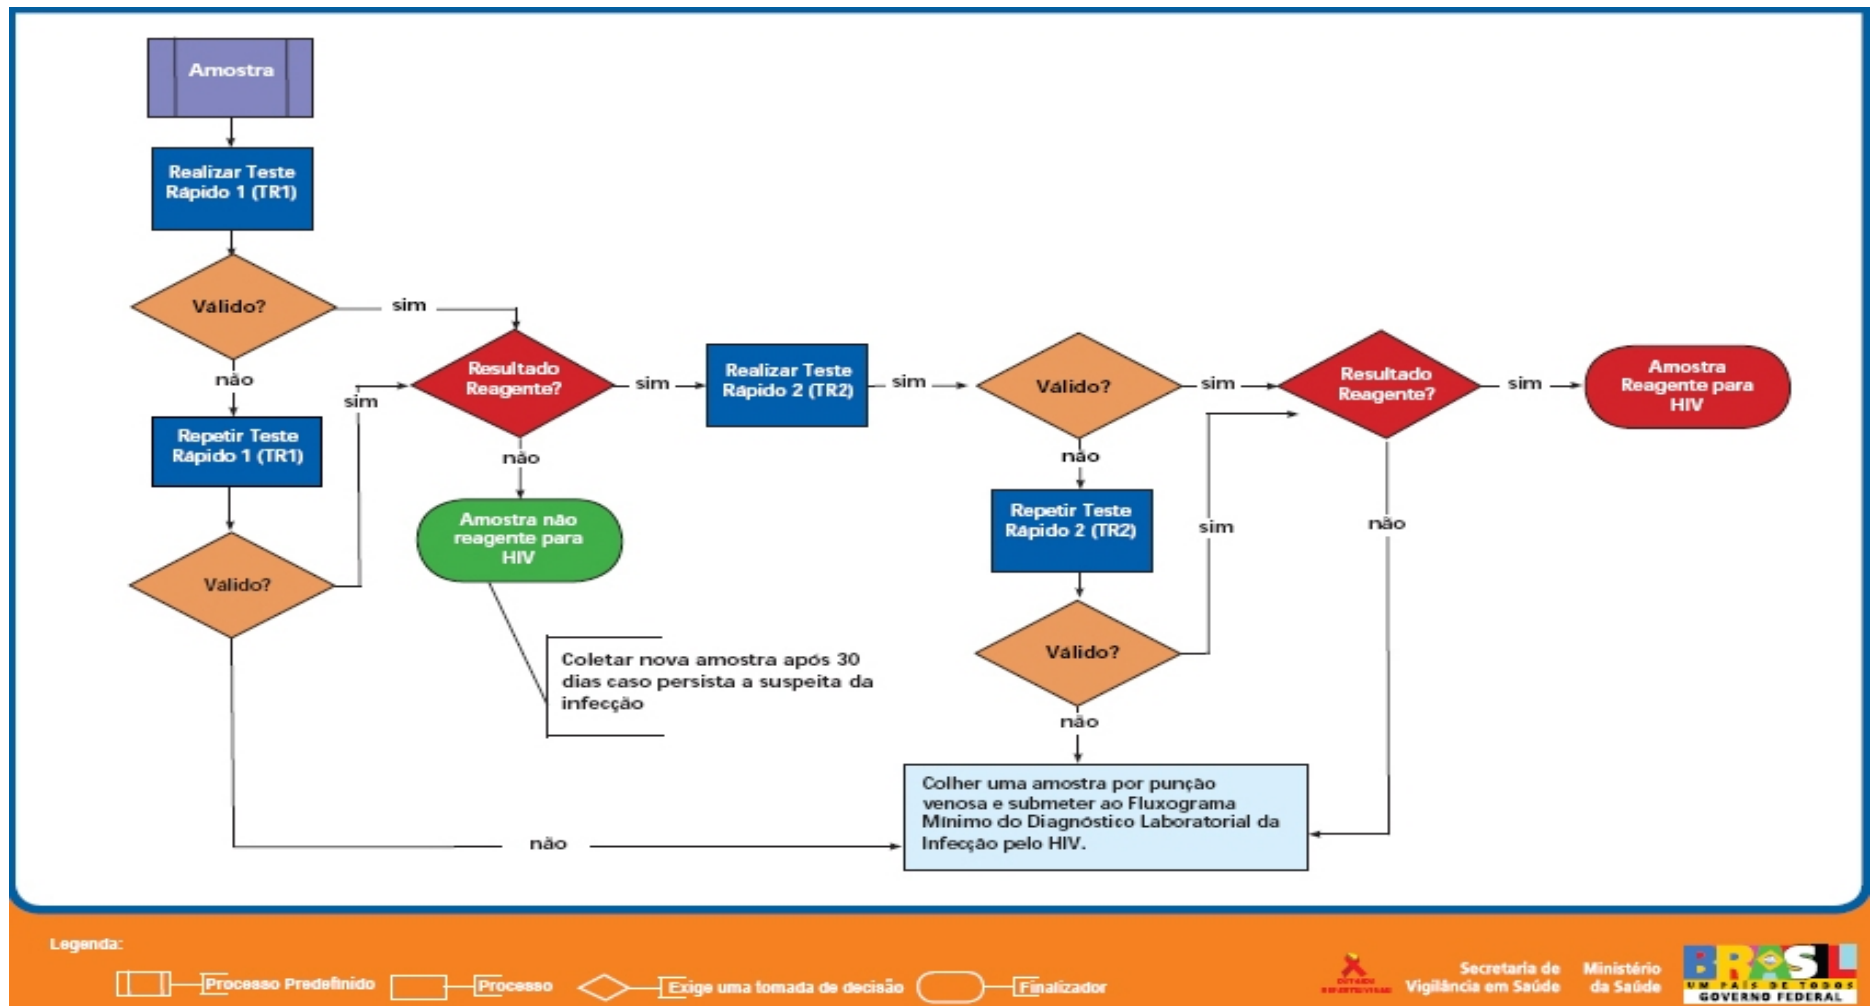 Amostra
Realizar Teste
Rápido 1 (TR1)
Válido?
sim
não
Repetir Teste
Rápido 1 (TR1)
Válido?
sim
não
Resultado
Reagente?
sim
não
Amostra não
reagente para
HIV
Coletar nova amostra após 30
dias caso persista a suspeita da
infecção
Realizar Teste
Rápido 2 (TR2)
sim
Válido?
sim
não
Repetir Teste
Rápido 2 (TR2)
Válido?
sim
não
Resultado
Reagente?
sim
não
Amostra
Reagente para
HIV
Colher uma amostra por punção
venosa e submeter ao Fluxograma
Mínimo do Diagnóstico Laboratorial da
Infecção pelo HIV.
Legenda:
Processo Predefinido
Processo
Exige uma tomada de decisão
Finalizador
Secretaria de
Vigilância em Saúde
Ministério
da Saúde
BRASIL
UM PAÍS DE TODOS
GOVERNO FEDERAL